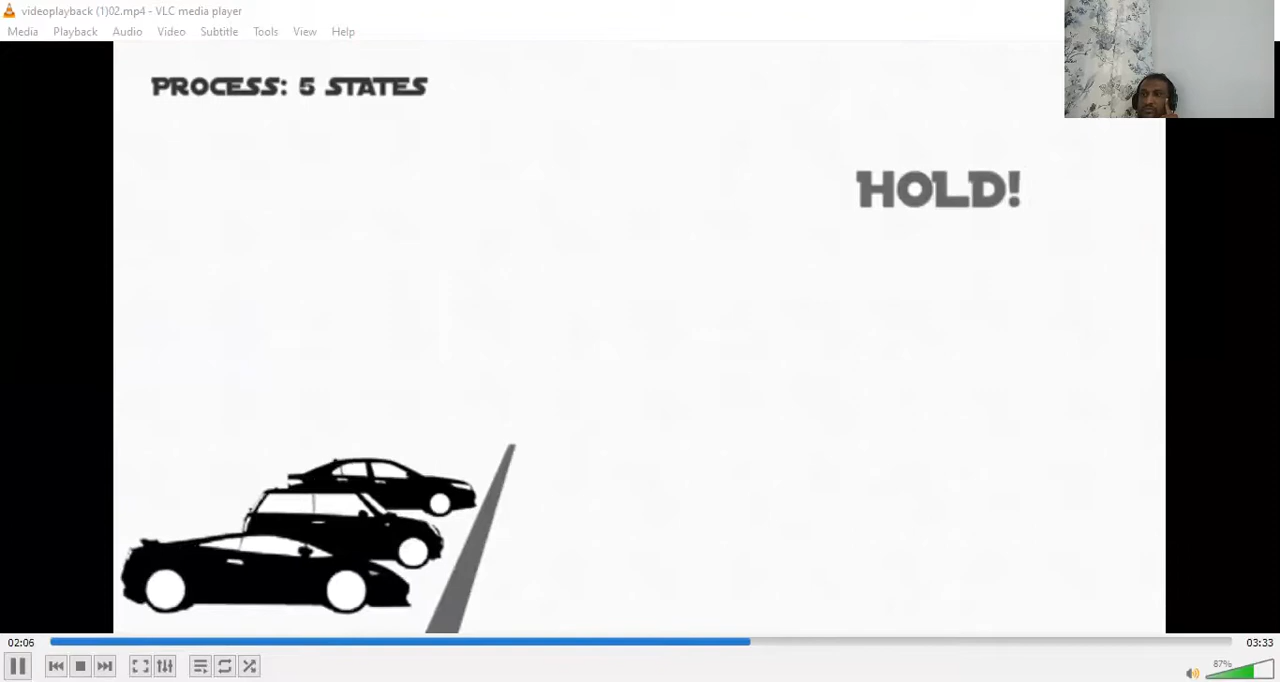 videoplayback (1)02.mp4 - VLC media player
Media Playback Audio Video Subtitle Tools View Help
PROCESS: 5 STATES
HOLD!
02:06
03:33
87%